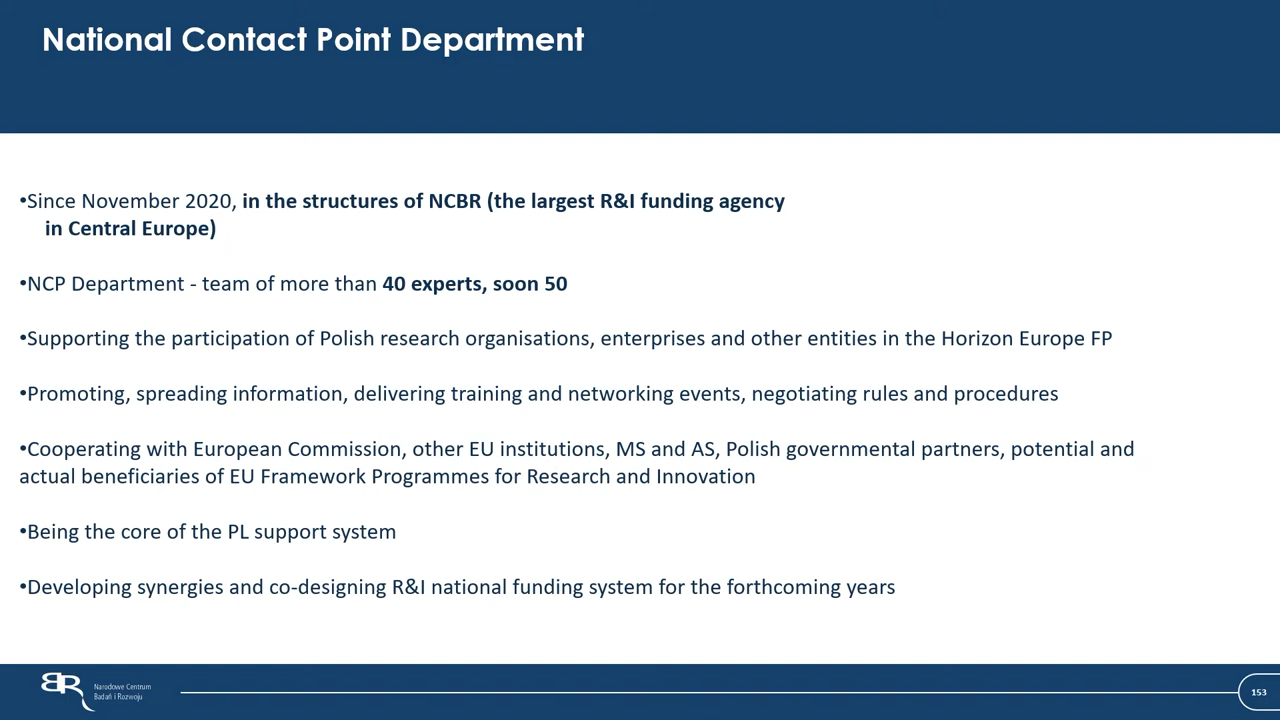 National Contact Point Department
•Since November 2020, in the structures of NCBR (the largest R&I funding agency
in Central Europe)
•NCP Department - team of more than 40 experts, soon 50
•Supporting the participation of Polish research organisations, enterprises and other entities in the Horizon Europe FP
•Promoting, spreading information, delivering training and networking events, negotiating rules and procedures
•Cooperating with European Commission, other EU institutions, MS and AS, Polish governmental partners, potential and
actual beneficiaries of EU Framework Programmes for Research and Innovation
•Being the core of the PL support system
•Developing synergies and co-designing R&I national funding system for the forthcoming years
Narodowe Centrum
Badań i Rozwoju
153